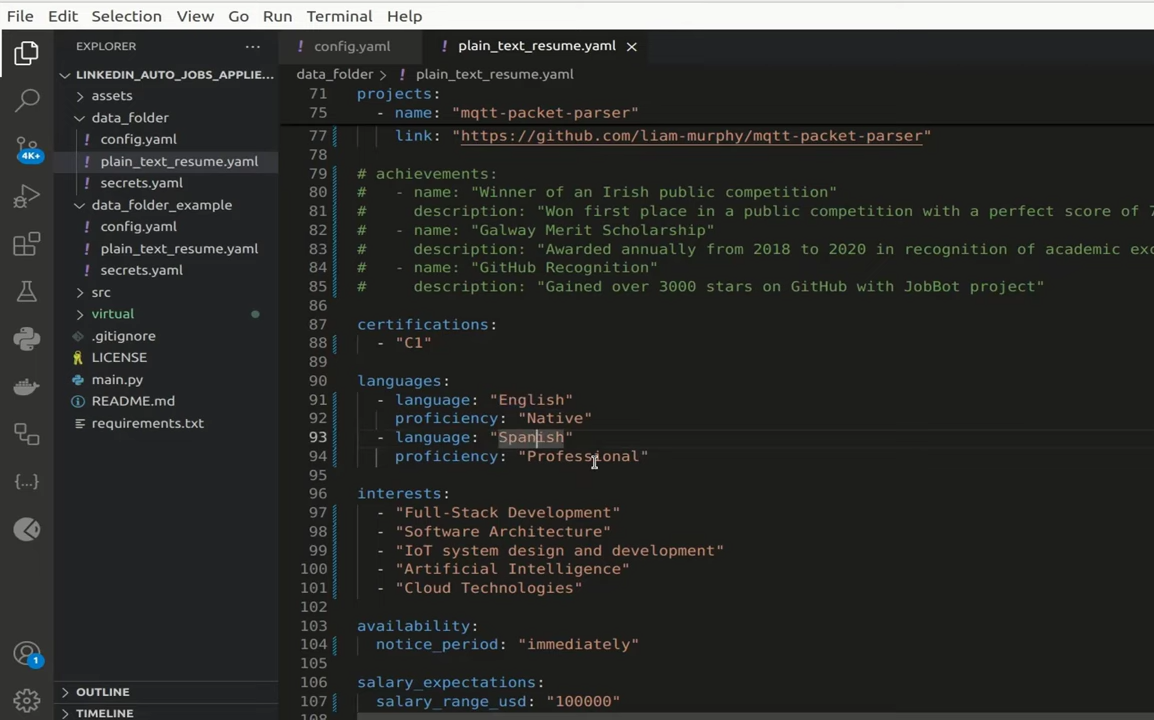 File Edit Selection View Go Run Terminal Help
EXPLORER ...
LINKEDIN_AUTO_JOBS_APPLIE...
assets
data_folder
! config.yaml
! plain_text_resume.yaml
! secrets.yaml
data_folder_example
! config.yaml
! plain_text_resume.yaml
! secrets.yaml
src
virtual
.gitignore
LICENSE
main.py
README.md
requirements.txt
OUTLINE
TIMELINE
4K+
1
! config.yaml ! plain_text_resume.yaml
data_folder > ! plain_text_resume.yaml
71 projects:
75 - name: "mqtt-packet-parser"
77 link: "https://github.com/liam-murphy/mqtt-packet-parser"
78
79 # achievements:
80 # - name: "Winner of an Irish public competition"
81 # description: "Won first place in a public competition with a perfect score of 7
82 # - name: "Galway Merit Scholarship"
83 # description: "Awarded annually from 2018 to 2020 in recognition of academic exc
84 # - name: "GitHub Recognition"
85 # description: "Gained over 3000 stars on GitHub with JobBot project"
86
87 certifications:
88 - "C1"
89
90 languages:
91 - language: "English"
92 proficiency: "Native"
93 - language: "Spanish"
94 proficiency: "Professional"
95
96 interests:
97 - "Full-Stack Development"
98 - "Software Architecture"
99 - "IoT system design and development"
100 - "Artificial Intelligence"
101 - "Cloud Technologies"
102
103 availability:
104 notice_period: "immediately"
105
106 salary_expectations:
107 salary_range_usd: "100000"
108